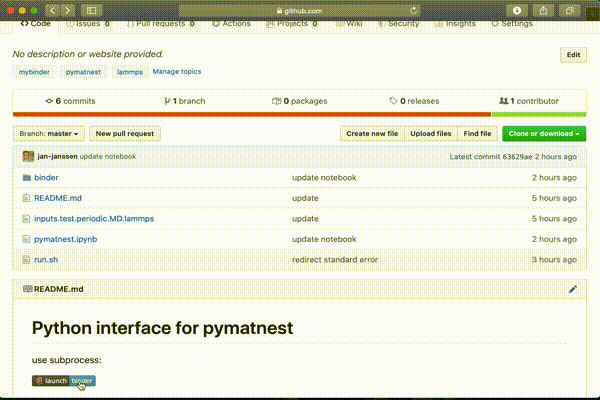 github.com
Code Issues 0 Pull requests 0 Actions Projects 0 Wiki Security Insights Settings
No description or website provided. Edit
mybinder pymatnest lammps Manage topics
6 commits 1 branch 0 packages 0 releases 1 contributor
Branch: master New pull request Create new file Upload files Find file Clone or download
jan-janssen update notebook Latest commit 63629ae 2 hours ago
binder update notebook 2 hours ago
README.md update 5 hours ago
inputs.test.periodic.MD.lammps update 5 hours ago
pymatnest.ipynb update notebook 2 hours ago
run.sh redirect standard error 3 hours ago
README.md
Python interface for pymatnest
use subprocess:
launch binder